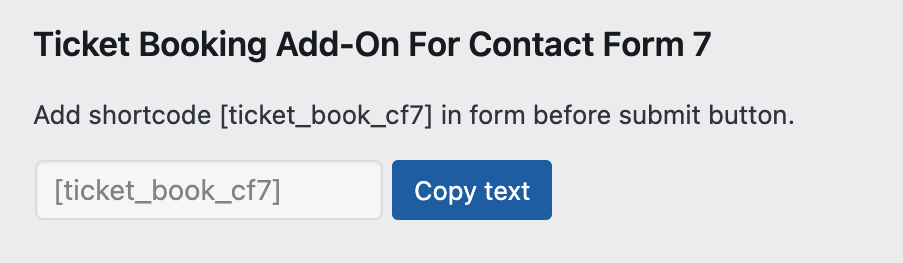 Ticket Booking Add-On For Contact Form 7
Add shortcode [ticket_book_cf7] in form before submit button.
[ticket_book_cf7]
Copy text